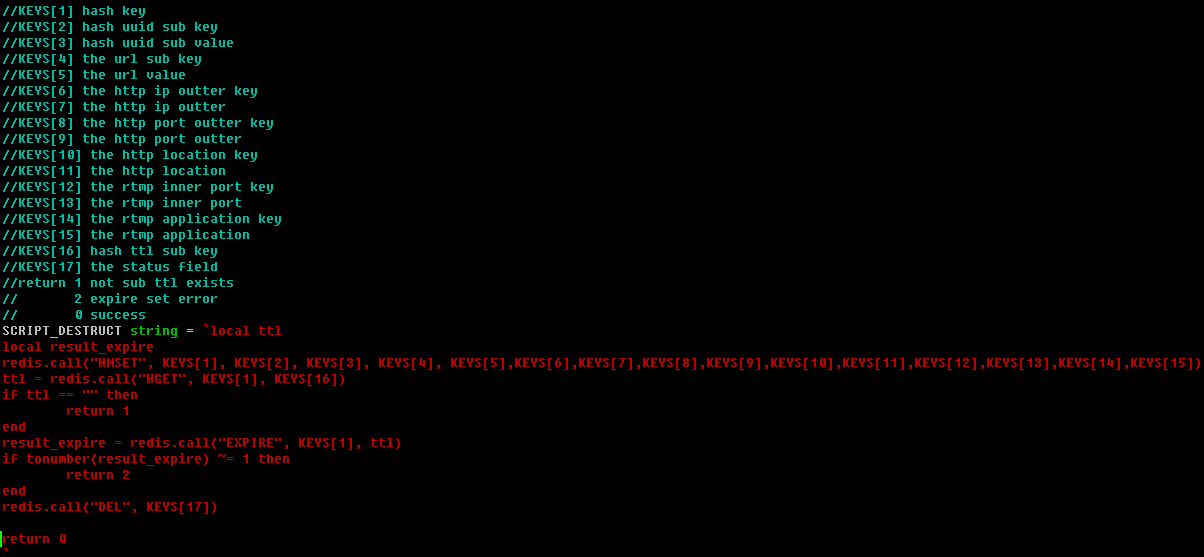 //KEYS[1] hash key
//KEYS[2] hash uuid sub key
//KEYS[3] hash uuid sub value
//KEYS[4] the url sub key
//KEYS[5] the url value
//KEYS[6] the http ip outter key
//KEYS[7] the http ip outter
//KEYS[8] the http port outter key
//KEYS[9] the http port outter
//KEYS[10] the http location key
//KEYS[11] the http location
//KEYS[12] the rtmp inner port key
//KEYS[13] the rtmp inner port
//KEYS[14] the rtmp application key
//KEYS[15] the rtmp application
//KEYS[16] hash ttl sub key
//KEYS[17] the status field
//return 1 not sub ttl exists
//       2 expire set error
//       0 success
SCRIPT_DESTRUCT string = `local ttl
local result_expire
redis.call("HMSET", KEYS[1], KEYS[2], KEYS[3], KEYS[4], KEYS[5],KEYS[6],KEYS[7],KEYS[8],KEYS[9],KEYS[10],KEYS[11],KEYS[12],KEYS[13],KEYS[14],KEYS[15])
ttl = redis.call("HGET", KEYS[1], KEYS[16])
if ttl == "" then
        return 1
end
result_expire = redis.call("EXPIRE", KEYS[1], ttl)
if tonumber(result_expire) ~= 1 then
        return 2
end
redis.call("DEL", KEYS[17])
return 0
`